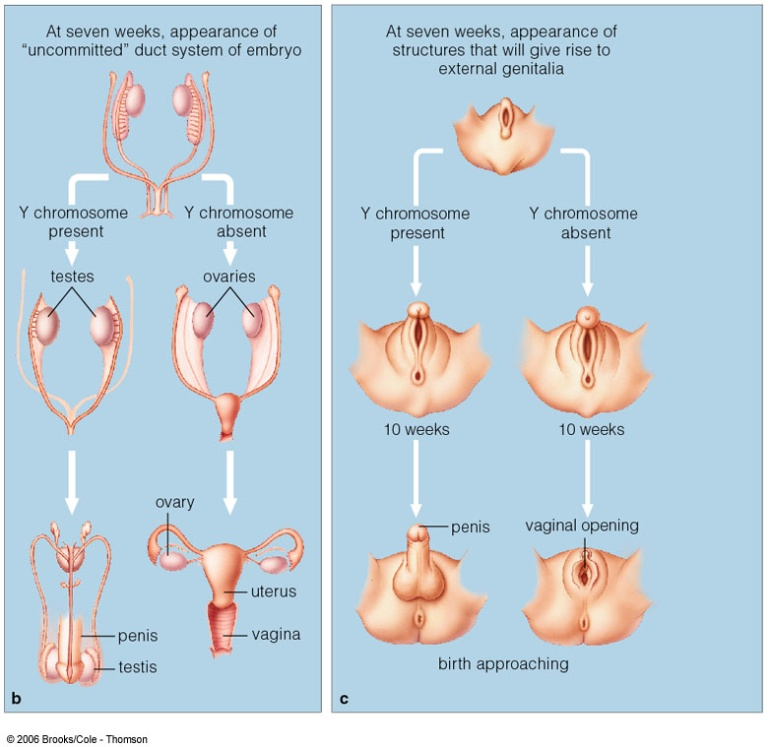 At seven weeks, appearance of
“uncommitted” duct system of embryo
Y chromosome
present
Y chromosome
absent
testes
ovaries
ovary
uterus
penis
vagina
testis
b
At seven weeks, appearance of
structures that will give rise to
external genitalia
Y chromosome
present
Y chromosome
absent
10 weeks
10 weeks
penis
vaginal opening
birth approaching
c
© 2006 Brooks/Cole - Thomson